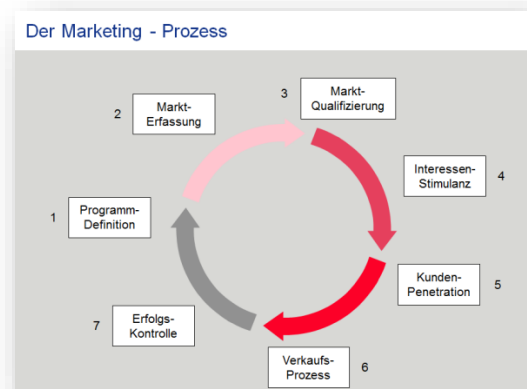 Der Marketing - Prozess
1
Programm-
Definition
2
Markt-
Erfassung
3
Markt-
Qualifizierung
Interessen-
Stimulanz
4
Kunden-
Penetration
5
Verkaufs-
Prozess
6
7
Erfolgs-
Kontrolle